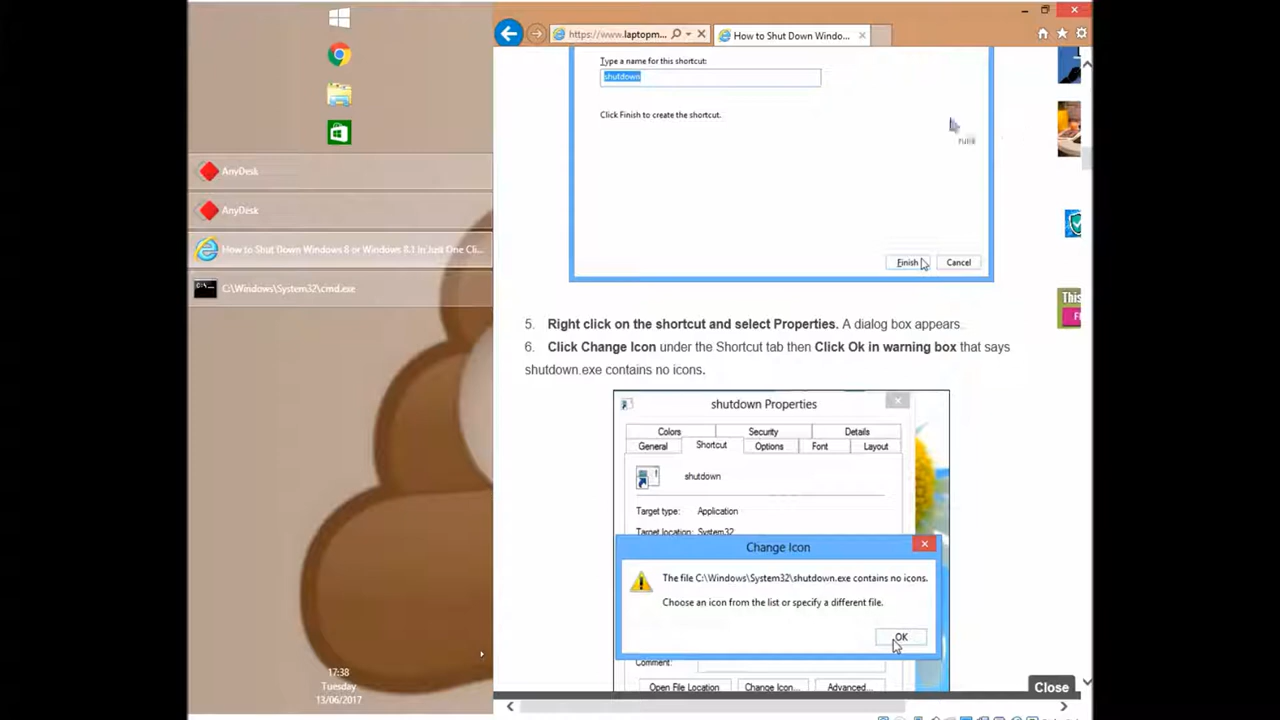 https://www.laptopm...
How to Shut Down Windo...
Type a name for this shortcut:
shutdown
Click Finish to create the shortcut.
Finish
Cancel
AnyDesk
AnyDesk
How to Shut Down Windows 8 or Windows 8.1 In Just One Cli...
C:\Windows\System32\cmd.exe
This
5. Right click on the shortcut and select Properties. A dialog box appears.
6. Click Change Icon under the Shortcut tab then Click Ok in warning box that says
shutdown.exe contains no icons.
shutdown Properties
Colors Security Details
General Shortcut Options Font Layout
shutdown
Target type: Application
Target location: System32
Change Icon
The file C:\Windows\System32\shutdown.exe contains no icons.
Choose an icon from the list or specify a different file.
OK
Comment:
Open File Location Change Icon... Advanced...
Close
17:38
Tuesday
13/06/2017